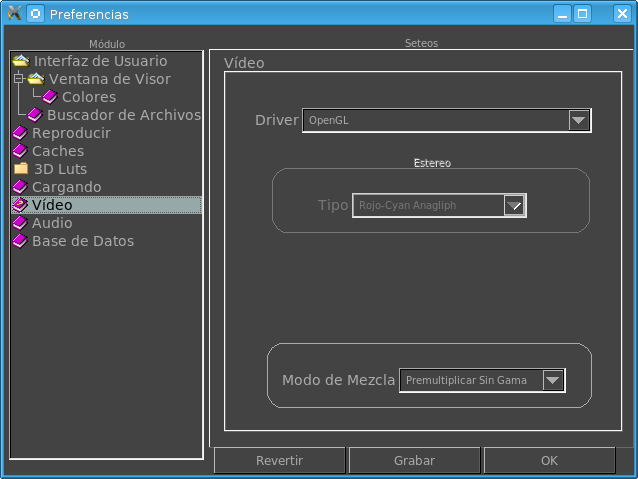 Preferencias
Módulo
Interfaz de Usuario
Ventana de Visor
Colores
Buscador de Archivos
Reproducir
Caches
3D Luts
Cargando
Vídeo
Audio
Base de Datos
Seteos
Vídeo
Driver OpenGL
Estereo
Tipo Rojo-Cyan Anagliph
Modo de Mezcla Premultiplicar Sin Gama
Revertir Grabar OK